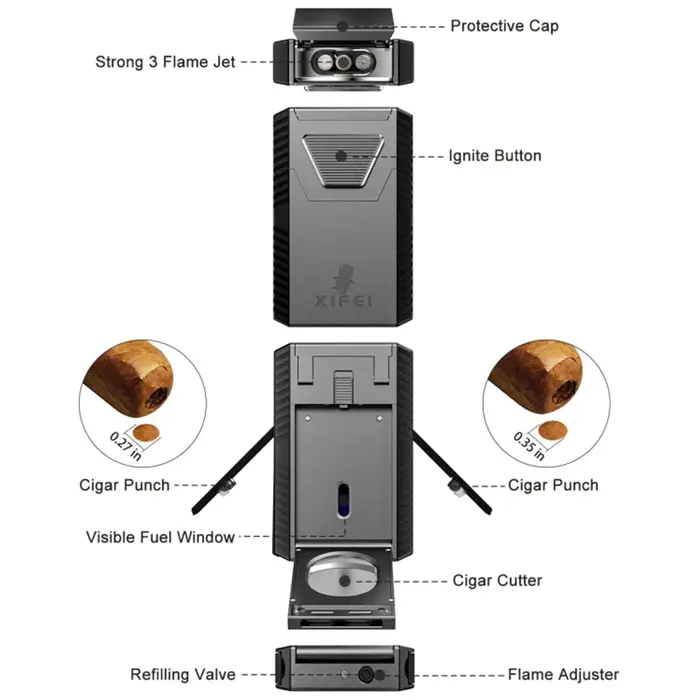 Protective Cap
Strong 3 Flame Jet
Ignite Button
XIFEI
0.27 in
0.35 in
Cigar Punch
Cigar Punch
Visible Fuel Window
Cigar Cutter
Refilling Valve
Flame Adjuster